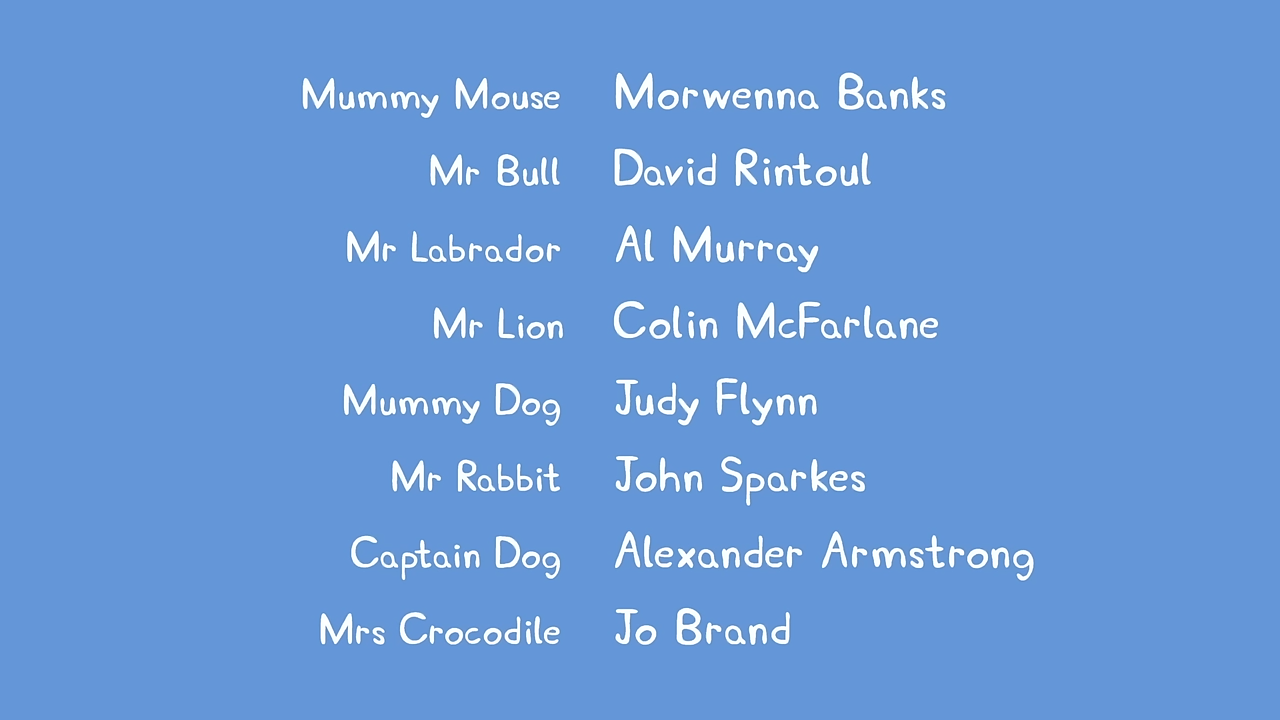 Mummy Mouse Morwenna Banks
Mr Bull David Rintoul
Mr Labrador Al Murray
Mr Lion Colin McFarlane
Mummy Dog Judy Flynn
Mr Rabbit John Sparkes
Captain Dog Alexander Armstrong
Mrs Crocodile Jo Brand